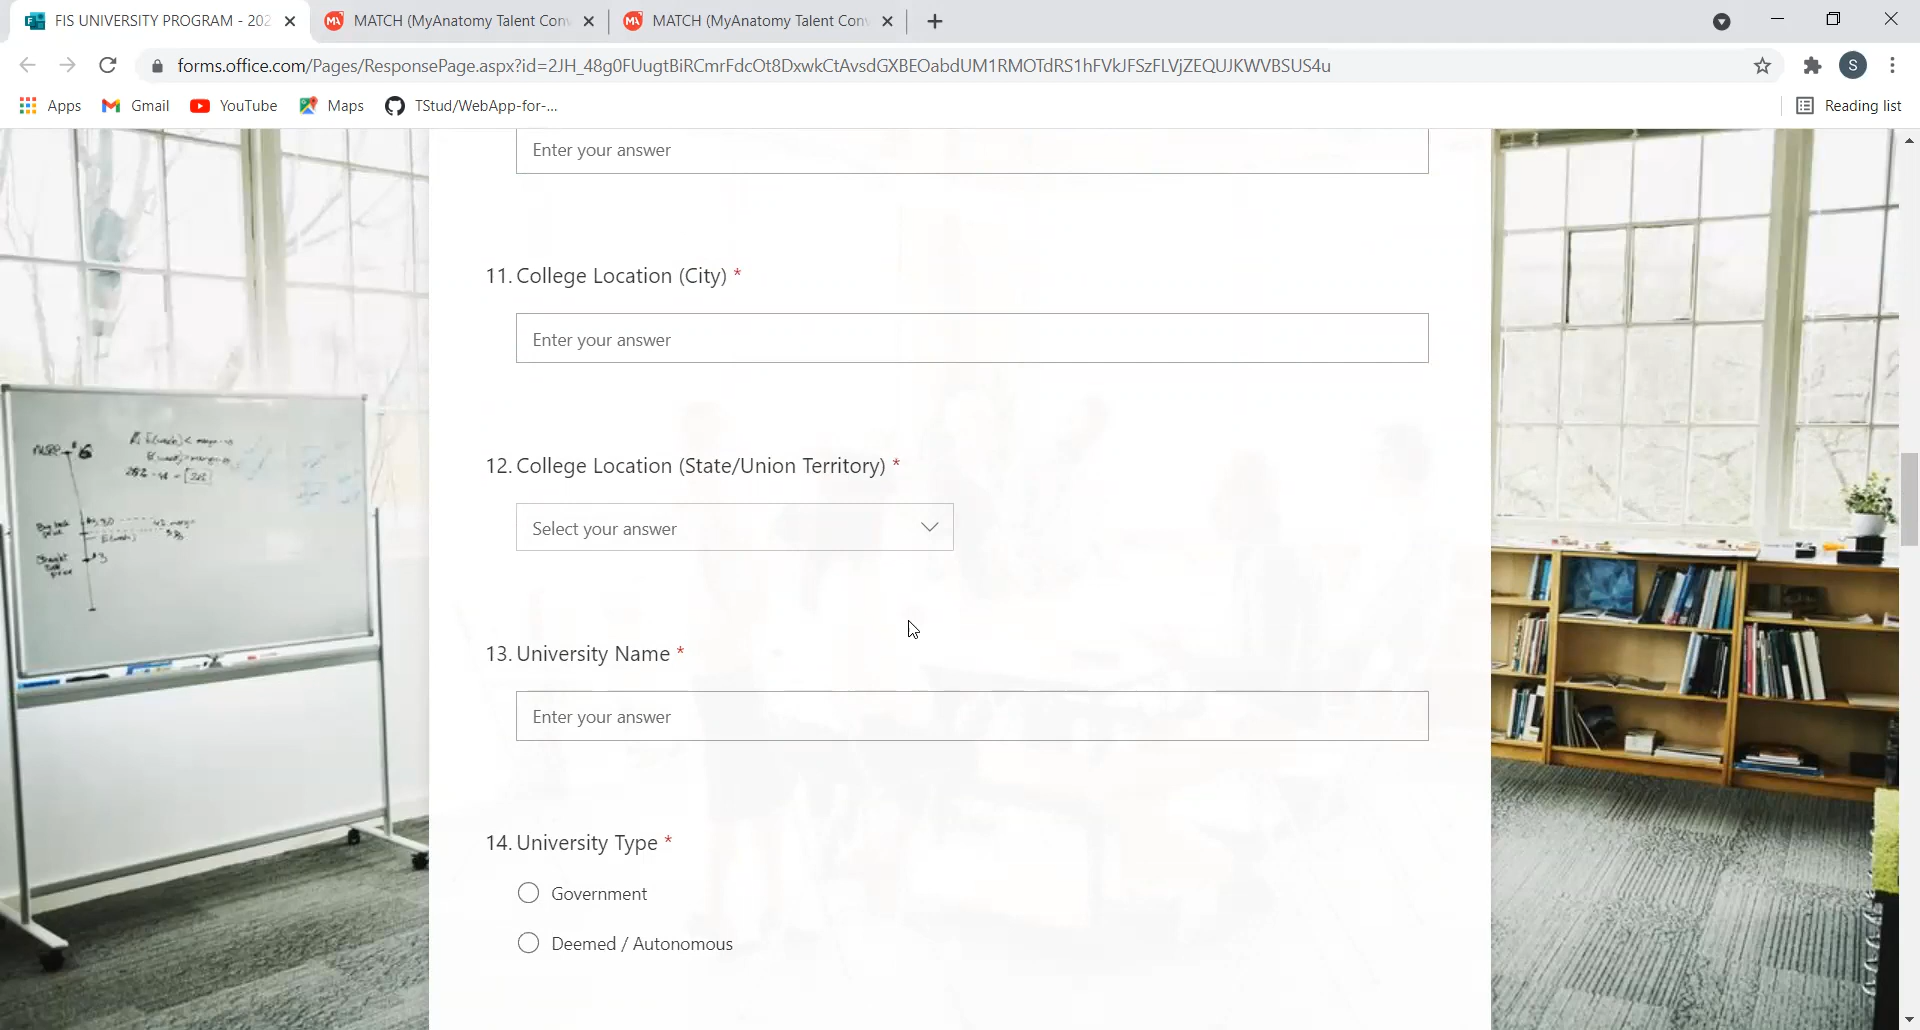 FIS UNIVERSITY PROGRAM - 202
MATCH (MyAnatomy Talent Con
MATCH (MyAnatomy Talent Con
forms.office.com/Pages/ResponsePage.aspx?id=2JH_48g0FUugtBiRCmrFdcOt8DxwkCtAvsdGXBEOabdUM1RMOTdRS1hFVkJFSzFLVjZEQUJKWVBSUS4u
S
Apps
Gmail
YouTube
Maps
TStud/WebApp-for-...
Reading list
Enter your answer
11. College Location (City) *
Enter your answer
12. College Location (State/Union Territory) *
Select your answer
13. University Name *
Enter your answer
14. University Type *
Government
Deemed / Autonomous